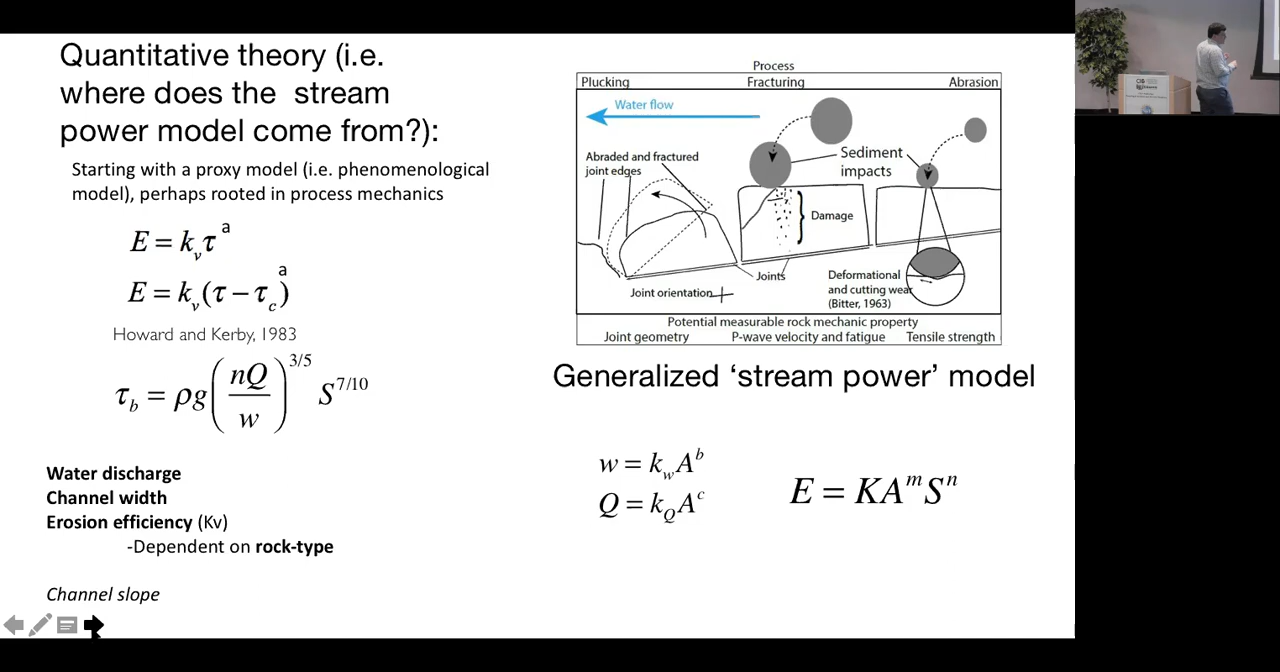 Quantitative theory (i.e.
where does the stream
power model come from?):
Starting with a proxy model (i.e. phenomenological
model), perhaps rooted in process mechanics
E = k_v τ^a
E = k_v(τ − τ_c)^a
Howard and Kerby, 1983
τ_b = ρg(nQ/w)^{3/5} S^{7/10}
Water discharge
Channel width
Erosion efficiency (Kv)
-Dependent on rock-type
Channel slope
Process
Plucking Fracturing Abrasion
Water flow
Abraded and fractured
joint edges
Sediment
impacts
Damage
Joints
Joint orientation
Deformational
and cutting wear
(Bitter, 1963)
Potential measurable rock mechanic property
Joint geometry P-wave velocity and fatigue Tensile strength
Generalized ‘stream power’ model
w = k_w A^b
Q = k_Q A^c
E = KA^m S^n